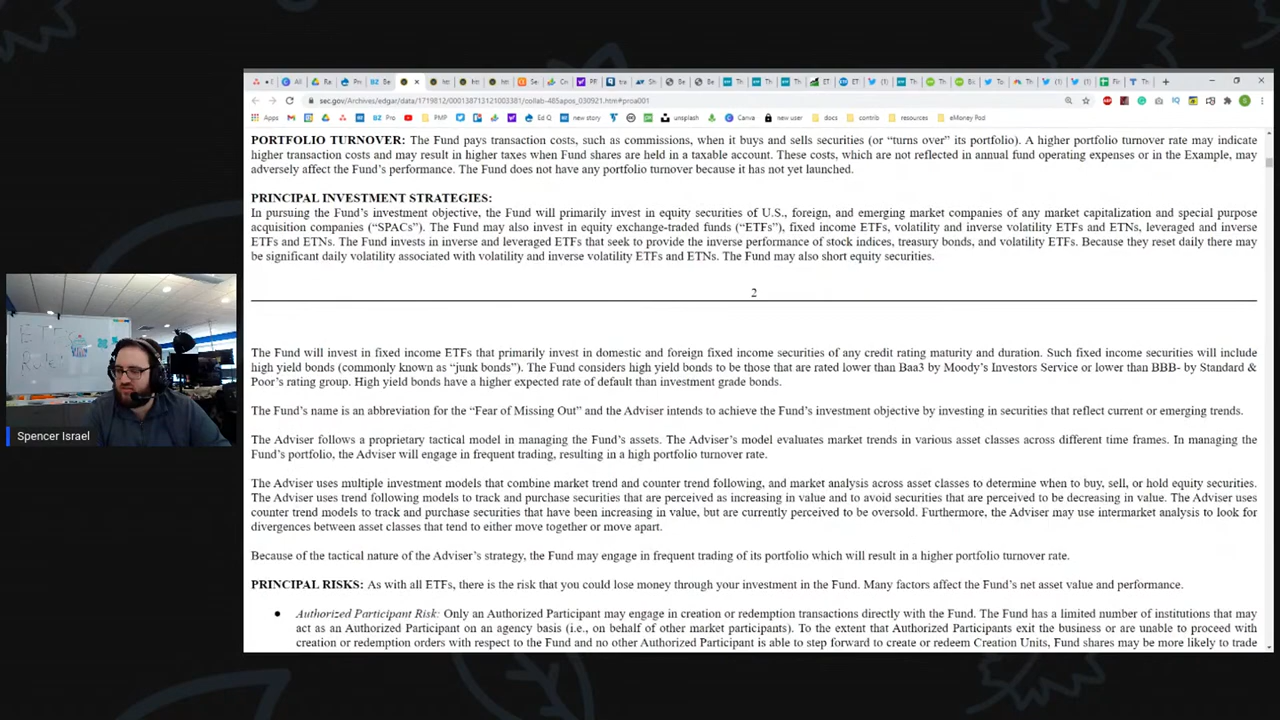 sec.gov/Archives/edgar/data/1719812/000138713121003381/collab-485apos_030921.htm#proa001
Apps PMP Ed Q new story unsplash Canva new user docs contrib resources eMoney Pod
PORTFOLIO TURNOVER: The Fund pays transaction costs, such as commissions, when it buys and sells securities (or “turns over” its portfolio). A higher portfolio turnover rate may indicate
higher transaction costs and may result in higher taxes when Fund shares are held in a taxable account. These costs, which are not reflected in annual fund operating expenses or in the Example, may
adversely affect the Fund’s performance. The Fund does not have any portfolio turnover because it has not yet launched.
PRINCIPAL INVESTMENT STRATEGIES:
In pursuing the Fund’s investment objective, the Fund will primarily invest in equity securities of U.S., foreign, and emerging market companies of any market capitalization and special purpose
acquisition companies (“SPACs”). The Fund may also invest in equity exchange-traded funds (“ETFs”), fixed income ETFs, volatility and inverse volatility ETFs and ETNs, leveraged and inverse
ETFs and ETNs. The Fund invests in inverse and leveraged ETFs that seek to provide the inverse performance of stock indices, treasury bonds, and volatility ETFs. Because they reset daily there may
be significant daily volatility associated with volatility and inverse volatility ETFs and ETNs. The Fund may also short equity securities.
2
The Fund will invest in fixed income ETFs that primarily invest in domestic and foreign fixed income securities of any credit rating maturity and duration. Such fixed income securities will include
high yield bonds (commonly known as “junk bonds”). The Fund considers high yield bonds to be those that are rated lower than Baa3 by Moody’s Investors Service or lower than BBB- by Standard &
Poor’s rating group. High yield bonds have a higher expected rate of default than investment grade bonds.
The Fund’s name is an abbreviation for the “Fear of Missing Out” and the Adviser intends to achieve the Fund’s investment objective by investing in securities that reflect current or emerging trends.
The Adviser follows a proprietary tactical model in managing the Fund’s assets. The Adviser’s model evaluates market trends in various asset classes across different time frames. In managing the
Fund’s portfolio, the Adviser will engage in frequent trading, resulting in a high portfolio turnover rate.
The Adviser uses multiple investment models that combine market trend and counter trend following, and market analysis across asset classes to determine when to buy, sell, or hold equity securities.
The Adviser uses trend following models to track and purchase securities that are perceived as increasing in value and to avoid securities that are perceived to be decreasing in value. The Adviser uses
counter trend models to track and purchase securities that have been increasing in value, but are currently perceived to be oversold. Furthermore, the Adviser may use intermarket analysis to look for
divergences between asset classes that tend to either move together or move apart.
Because of the tactical nature of the Adviser’s strategy, the Fund may engage in frequent trading of its portfolio which will result in a higher portfolio turnover rate.
PRINCIPAL RISKS: As with all ETFs, there is the risk that you could lose money through your investment in the Fund. Many factors affect the Fund’s net asset value and performance.
● Authorized Participant Risk: Only an Authorized Participant may engage in creation or redemption transactions directly with the Fund. The Fund has a limited number of institutions that may
act as an Authorized Participant on an agency basis (i.e., on behalf of other market participants). To the extent that Authorized Participants exit the business or are unable to proceed with
creation or redemption orders with respect to the Fund and no other Authorized Participant is able to step forward to create or redeem Creation Units, Fund shares may be more likely to trade
ETFs
RULE
Spencer Israel